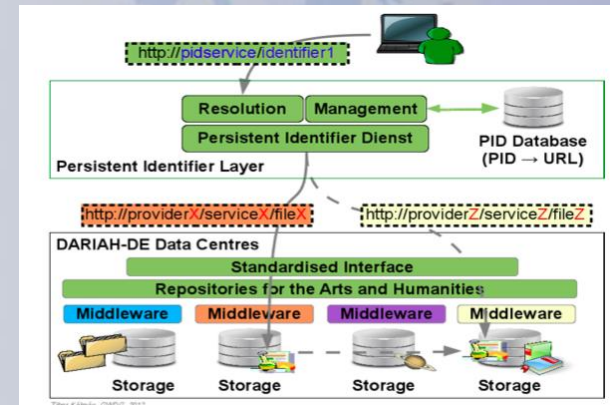 http://pidservice/identifier1
Resolution Management
Persistent Identifier Dienst
PID Database
(PID → URL)
Persistent Identifier Layer
http://providerX/serviceX/fileX http://providerZ/serviceZ/fileZ
DARIAH-DE Data Centres
Standardised Interface
Repositories for the Arts and Humanities
Middleware Middleware Middleware Middleware
Storage Storage Storage Storage